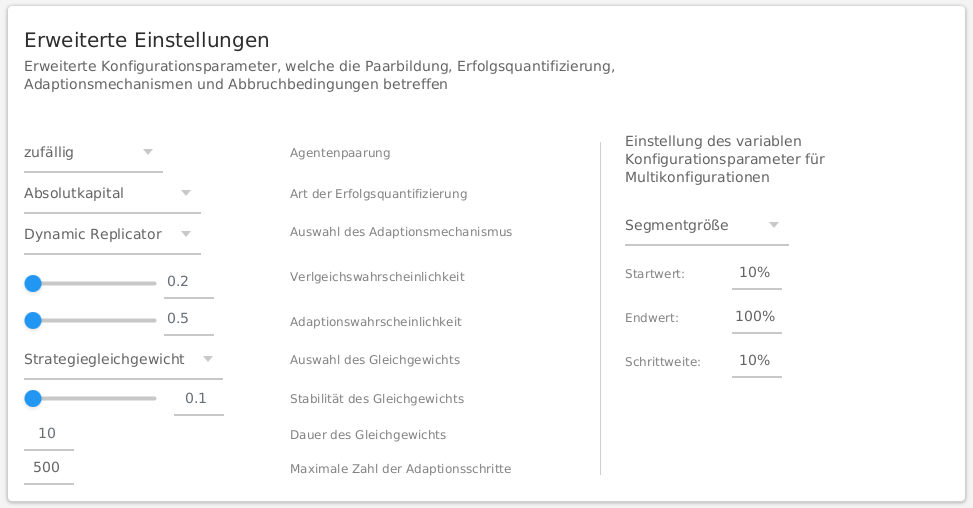 Erweiterte Einstellungen
Erweiterte Konfigurationsparameter, welche die Paarbildung, Erfolgsquantifizierung,
Adaptionsmechanismen und Abbruchbedingungen betreffen
zufällig Agentenpaarung
Absolutkapital Art der Erfolgsquantifizierung
Dynamic Replicator Auswahl des Adaptionsmechanismus
0.2 Verlgeichswahrscheinlichkeit
0.5 Adaptionswahrscheinlichkeit
Strategiegleichgewicht Auswahl des Gleichgewichts
0.1 Stabilität des Gleichgewichts
10 Dauer des Gleichgewichts
500 Maximale Zahl der Adaptionsschritte
Einstellung des variablen
Konfigurationsparameter für
Multikonfigurationen
Segmentgröße
Startwert: 10%
Endwert: 100%
Schrittweite: 10%